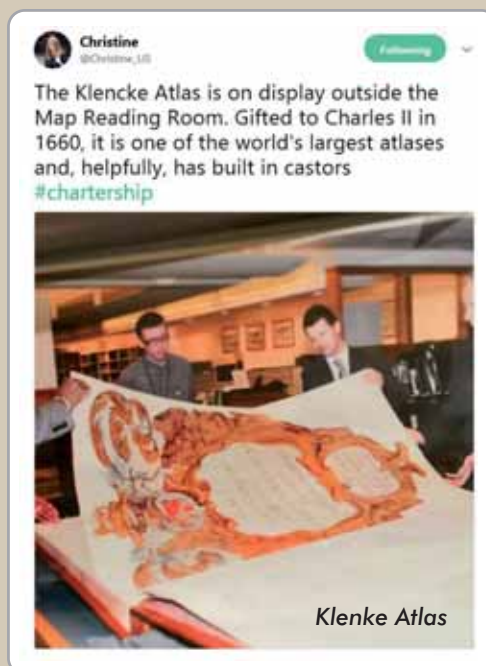 Christine
@Christine_US
Following
The Klencke Atlas is on display outside the
Map Reading Room. Gifted to Charles II in
1660, it is one of the world's largest atlases
and, helpfully, has built in castors
#chartership
Klenke Atlas